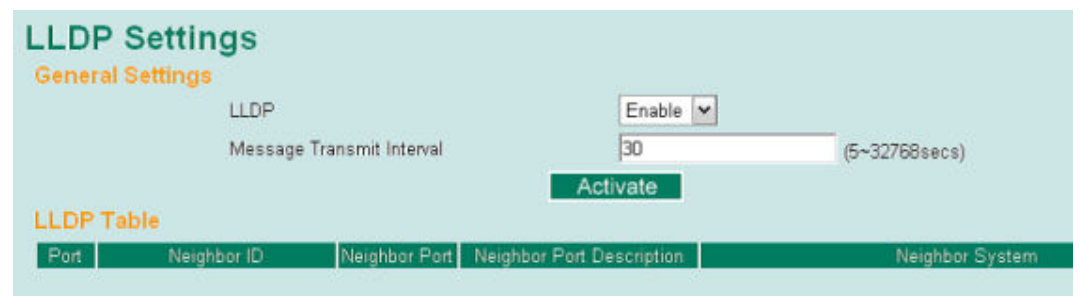 LLDP Settings
General Settings
LLDP Enable
Message Transmit Interval 30 (5~32768secs)
Activate
LLDP Table
Port Neighbor ID Neighbor Port Neighbor Port Description Neighbor System